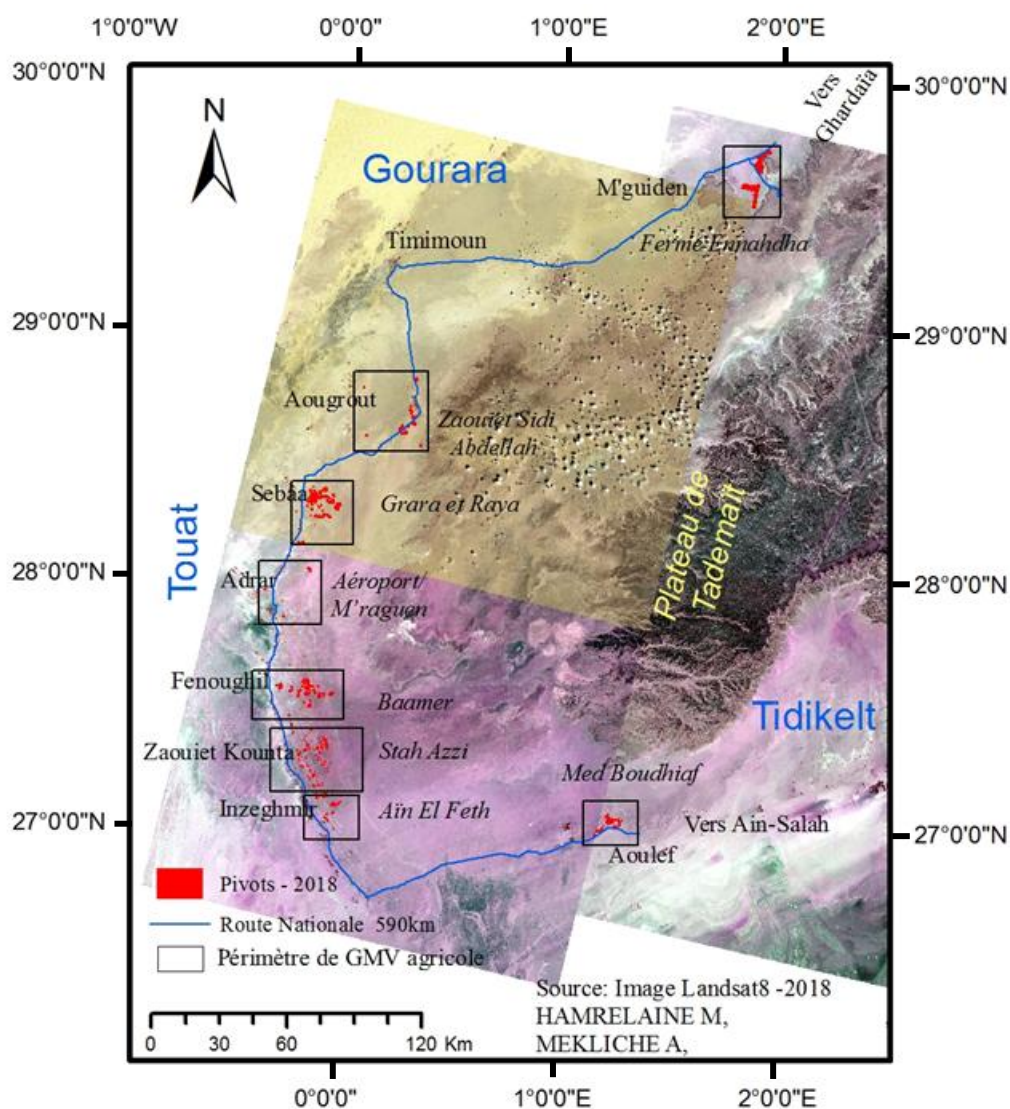 1°0'0"W
0°0'0"
1°0'0"E
2°0'0"E
30°0'0"N
30°0'0"N
N
Vers
Ghardaïa
Gourara
M'guiden
Timimoun
Ferme Ennahdha
29°0'0"N
29°0'0"N
Aougrout
Zaouiet Sidi
Abdellah
Sebâa
Grara et Raya
Touat
Plateau de
Tademaït
28°0'0"N
28°0'0"N
Adrar
Aéroport/
M'raguen
Fenoughil
Baamer
Tidikelt
Zaouiet Kounta
Stah Azzi
Med Boudhiaf
27°0'0"N
27°0'0"N
Inzeghmir
Aïn El Feth
Vers Ain-Salah
Aoulef
Pivots - 2018
Route Nationale 590km
Périmètre de GMV agricole
Source: Image Landsat8 -2018
HAMRELAINE M,
MEKLICHE A,
0 30 60 120 Km
0°0'0"
1°0'0"E
2°0'0"E